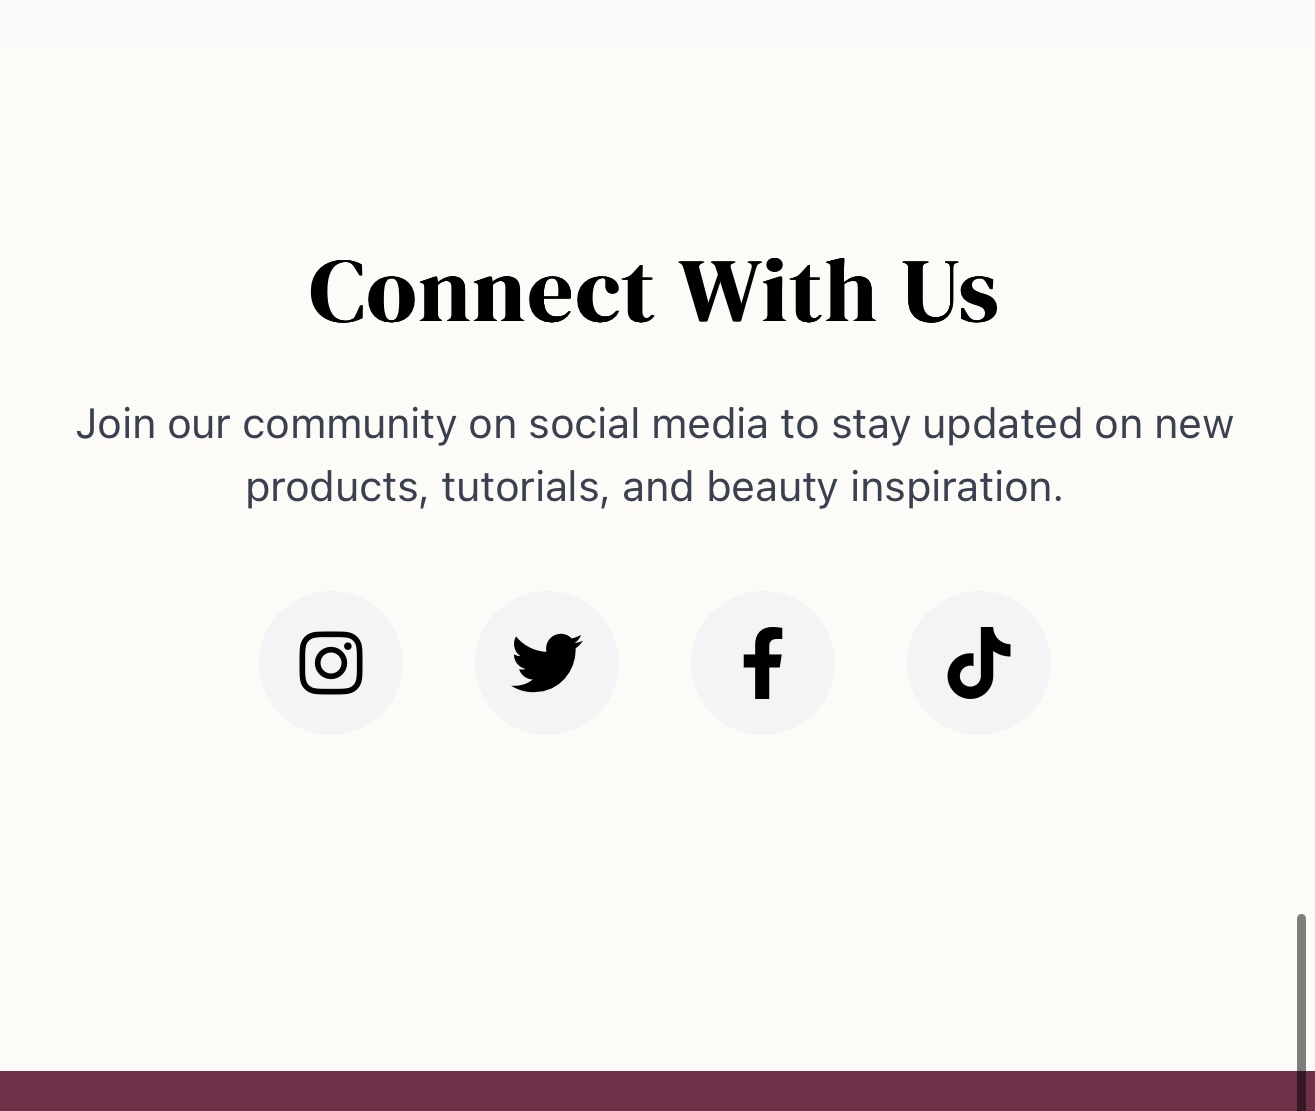 Connect With Us
Join our community on social media to stay updated on new
products, tutorials, and beauty inspiration.